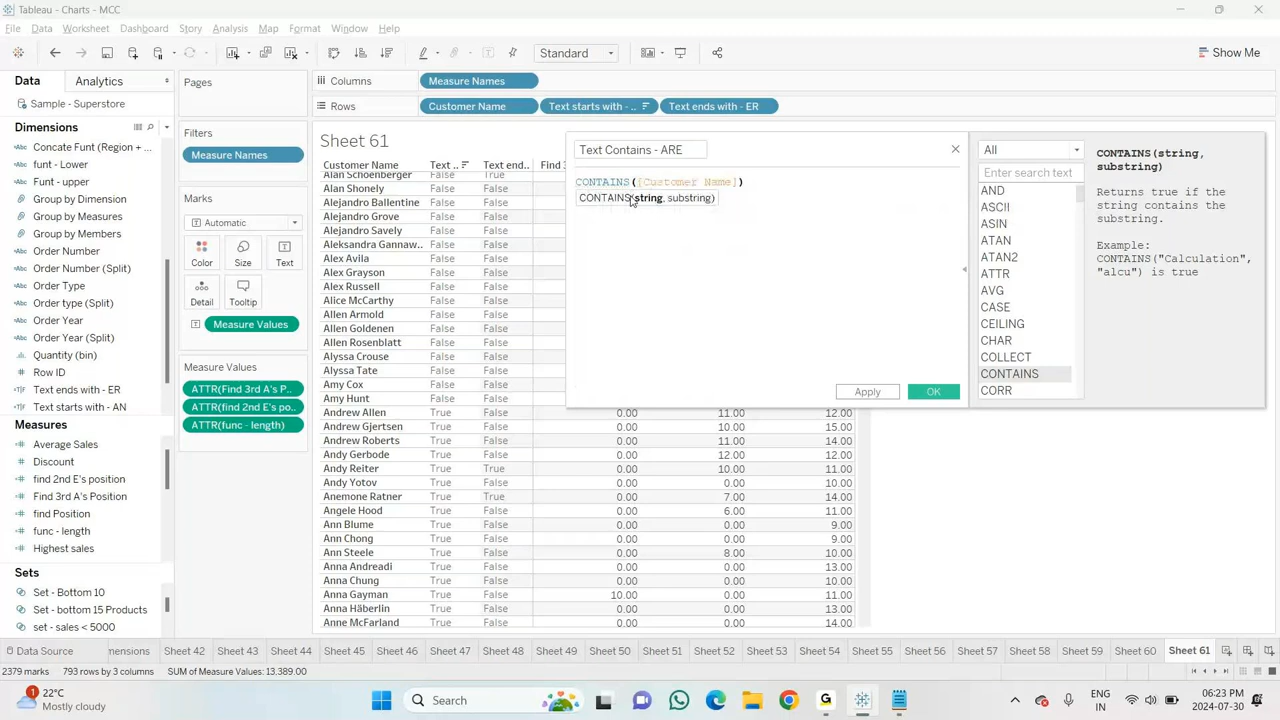 Tableau - Charts - MCC
File Data Worksheet Dashboard Story Analysis Map Format Window Help
Standard
Show Me
Data Analytics
Sample - Superstore
Dimensions
Concate Funt (Region + ...
funt - Lower
Funt - upper
Group by Dimension
Group by Measures
Group by Members
Order Number
Order Number (Split)
Order Type
Order type (Split)
Order Year
Order Year (Split)
Quantity (bin)
Row ID
Text ends with - ER
Text starts with - AN
Measures
Average Sales
Discount
find 2nd E's position
Find 3rd A's Position
find Position
func - length
Highest sales
Sets
Set - Bottom 10
Set - bottom 15 Products
set - sales < 5000
Pages
Filters
Measure Names
Marks
Automatic
Color Size Text
Detail Tooltip
Measure Values
Measure Values
ATTR(Find 3rd A's P..
ATTR(find 2nd E's po..
ATTR(func - length)
Columns Measure Names
Rows Customer Name Text starts with - .. Text ends with - ER
Sheet 61
Customer Name Text .. Text end.. Find 3
Alan Schoenberger False True
Alan Shonely False False
Alejandro Ballentine False False
Alejandro Grove False False
Alejandro Savely False False
Aleksandra Gannaw.. False False
Alex Avila False False
Alex Grayson False False
Alex Russell False False
Alice McCarthy False False
Allen Armold False False
Allen Goldenen False False
Allen Rosenblatt False False
Alyssa Crouse False False
Alyssa Tate False False
Amy Cox False False
Amy Hunt False False
Andrew Allen True False 0.00 11.00 12.00
Andrew Gjertsen True False 0.00 10.00 15.00
Andrew Roberts True False 0.00 11.00 14.00
Andy Gerbode True False 0.00 12.00 12.00
Andy Reiter True True 0.00 10.00 11.00
Andy Yotov True False 0.00 0.00 10.00
Anemone Ratner True True 0.00 7.00 14.00
Angele Hood True False 0.00 6.00 11.00
Ann Blume True False 0.00 0.00 9.00
Ann Chong True False 0.00 0.00 9.00
Ann Steele True False 0.00 8.00 10.00
Anna Andreadi True False 0.00 0.00 13.00
Anna Chung True False 0.00 0.00 10.00
Anna Gayman True False 10.00 0.00 11.00
Anna Häberlin True False 0.00 0.00 13.00
Anne McFarland True False 0.00 0.00 14.00
Text Contains - ARE
CONTAINS([Customer Name])
CONTAINS(string, substring)
Apply OK
All
Enter search text
AND
ASCII
ASIN
ATAN
ATAN2
ATTR
AVG
CASE
CEILING
CHAR
COLLECT
CONTAINS
CORR
CONTAINS(string,
substring)
Returns true if the
string contains the
substring.
Example:
CONTAINS("Calculation",
"alcu") is true
Data Source imensions Sheet 42 Sheet 43 Sheet 44 Sheet 45 Sheet 46 Sheet 47 Sheet 48 Sheet 49 Sheet 50 Sheet 51 Sheet 52 Sheet 53 Sheet 54 Sheet 55 Sheet 56 Sheet 57 Sheet 58 Sheet 59 Sheet 60 Sheet 61
2379 marks 793 rows by 3 columns SUM of Measure Values: 13,389.00
1
22°C
Mostly cloudy
Search
ENG
IN
06:23 PM
2024-07-30